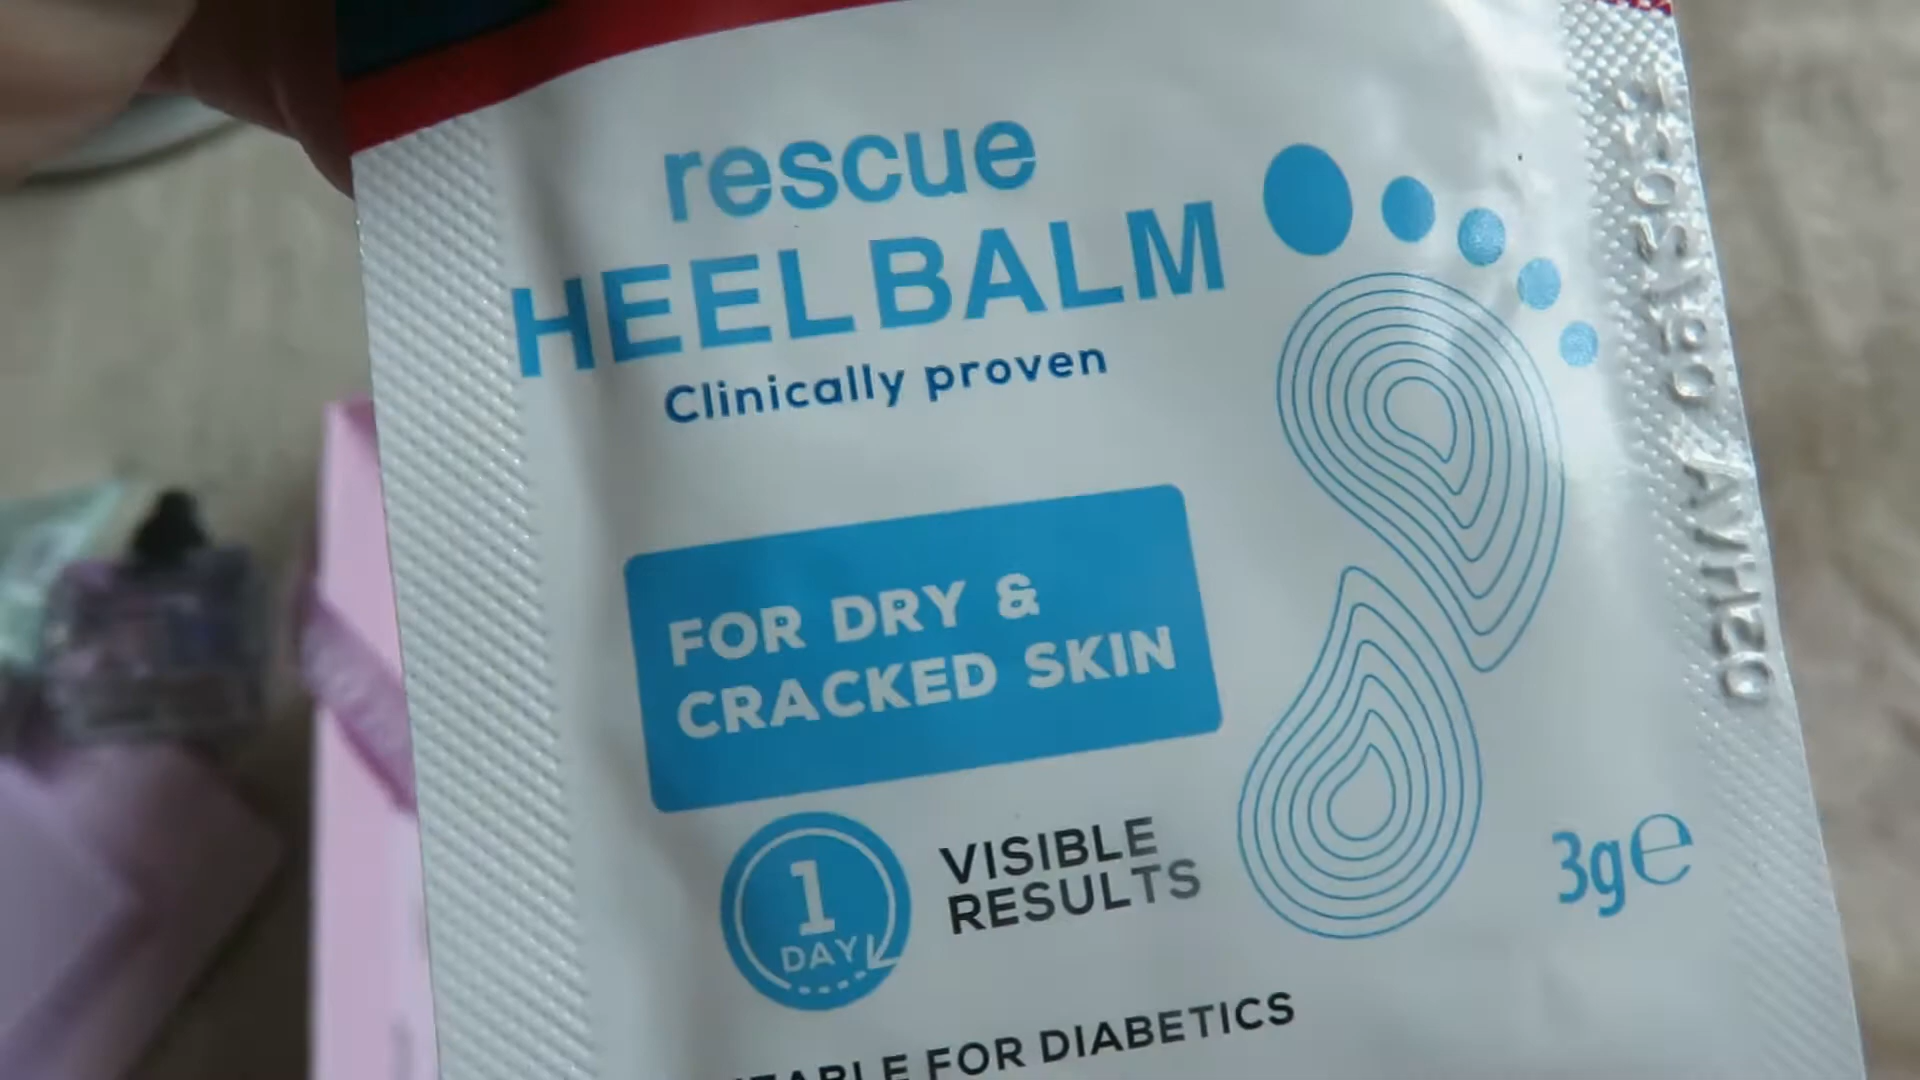 rescue
HEEL BALM
Clinically proven
FOR DRY &
CRACKED SKIN
1
DAY
VISIBLE
RESULTS
3g℮
FOR DIABETICS